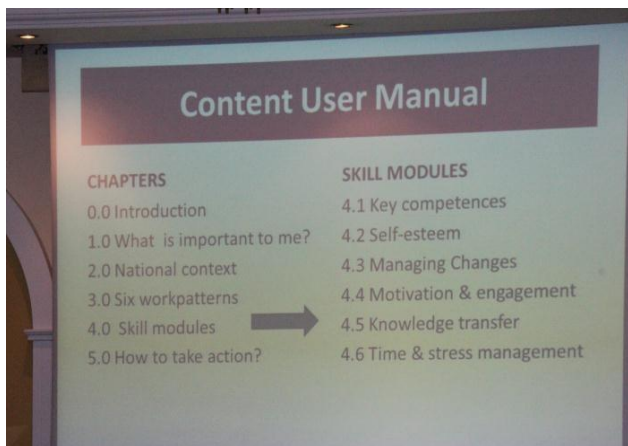 Content User Manual
CHAPTERS
0.0 Introduction
1.0 What is important to me?
2.0 National context
3.0 Six workpatterns
4.0 Skill modules
5.0 How to take action?
SKILL MODULES
4.1 Key competences
4.2 Self-esteem
4.3 Managing Changes
4.4 Motivation & engagement
4.5 Knowledge transfer
4.6 Time & stress management